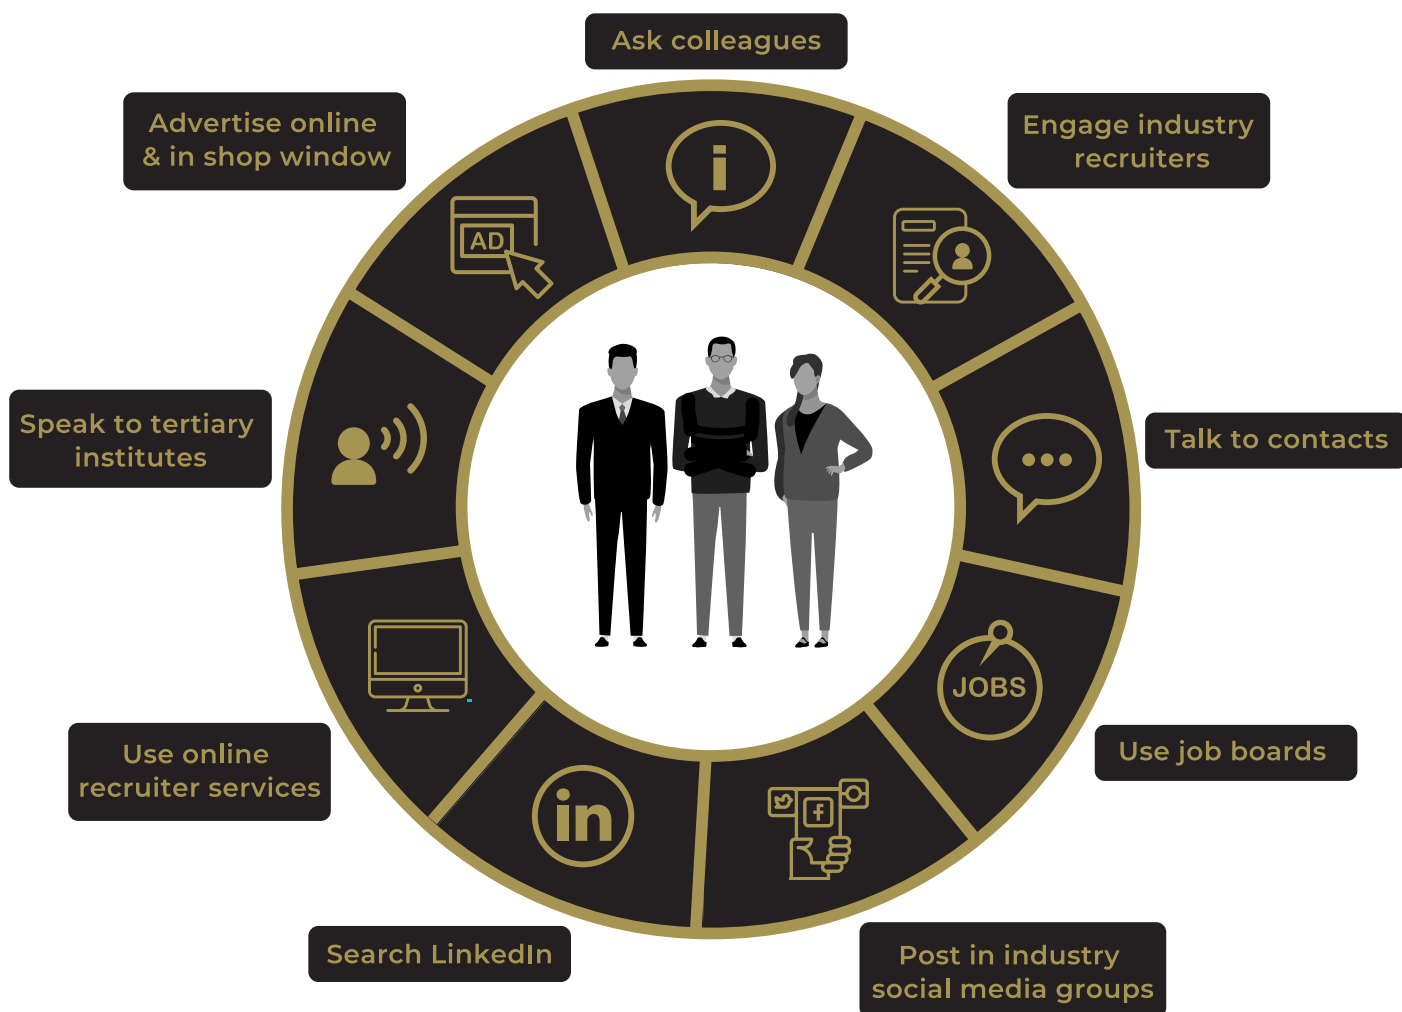 Ask colleagues
Engage industry
recruiters
Talk to contacts
JOBS
Use job boards
Post in industry
social media groups
in
Search LinkedIn
Use online
recruiter services
Speak to tertiary
institutes
Advertise online
& in shop window
AD
i
f